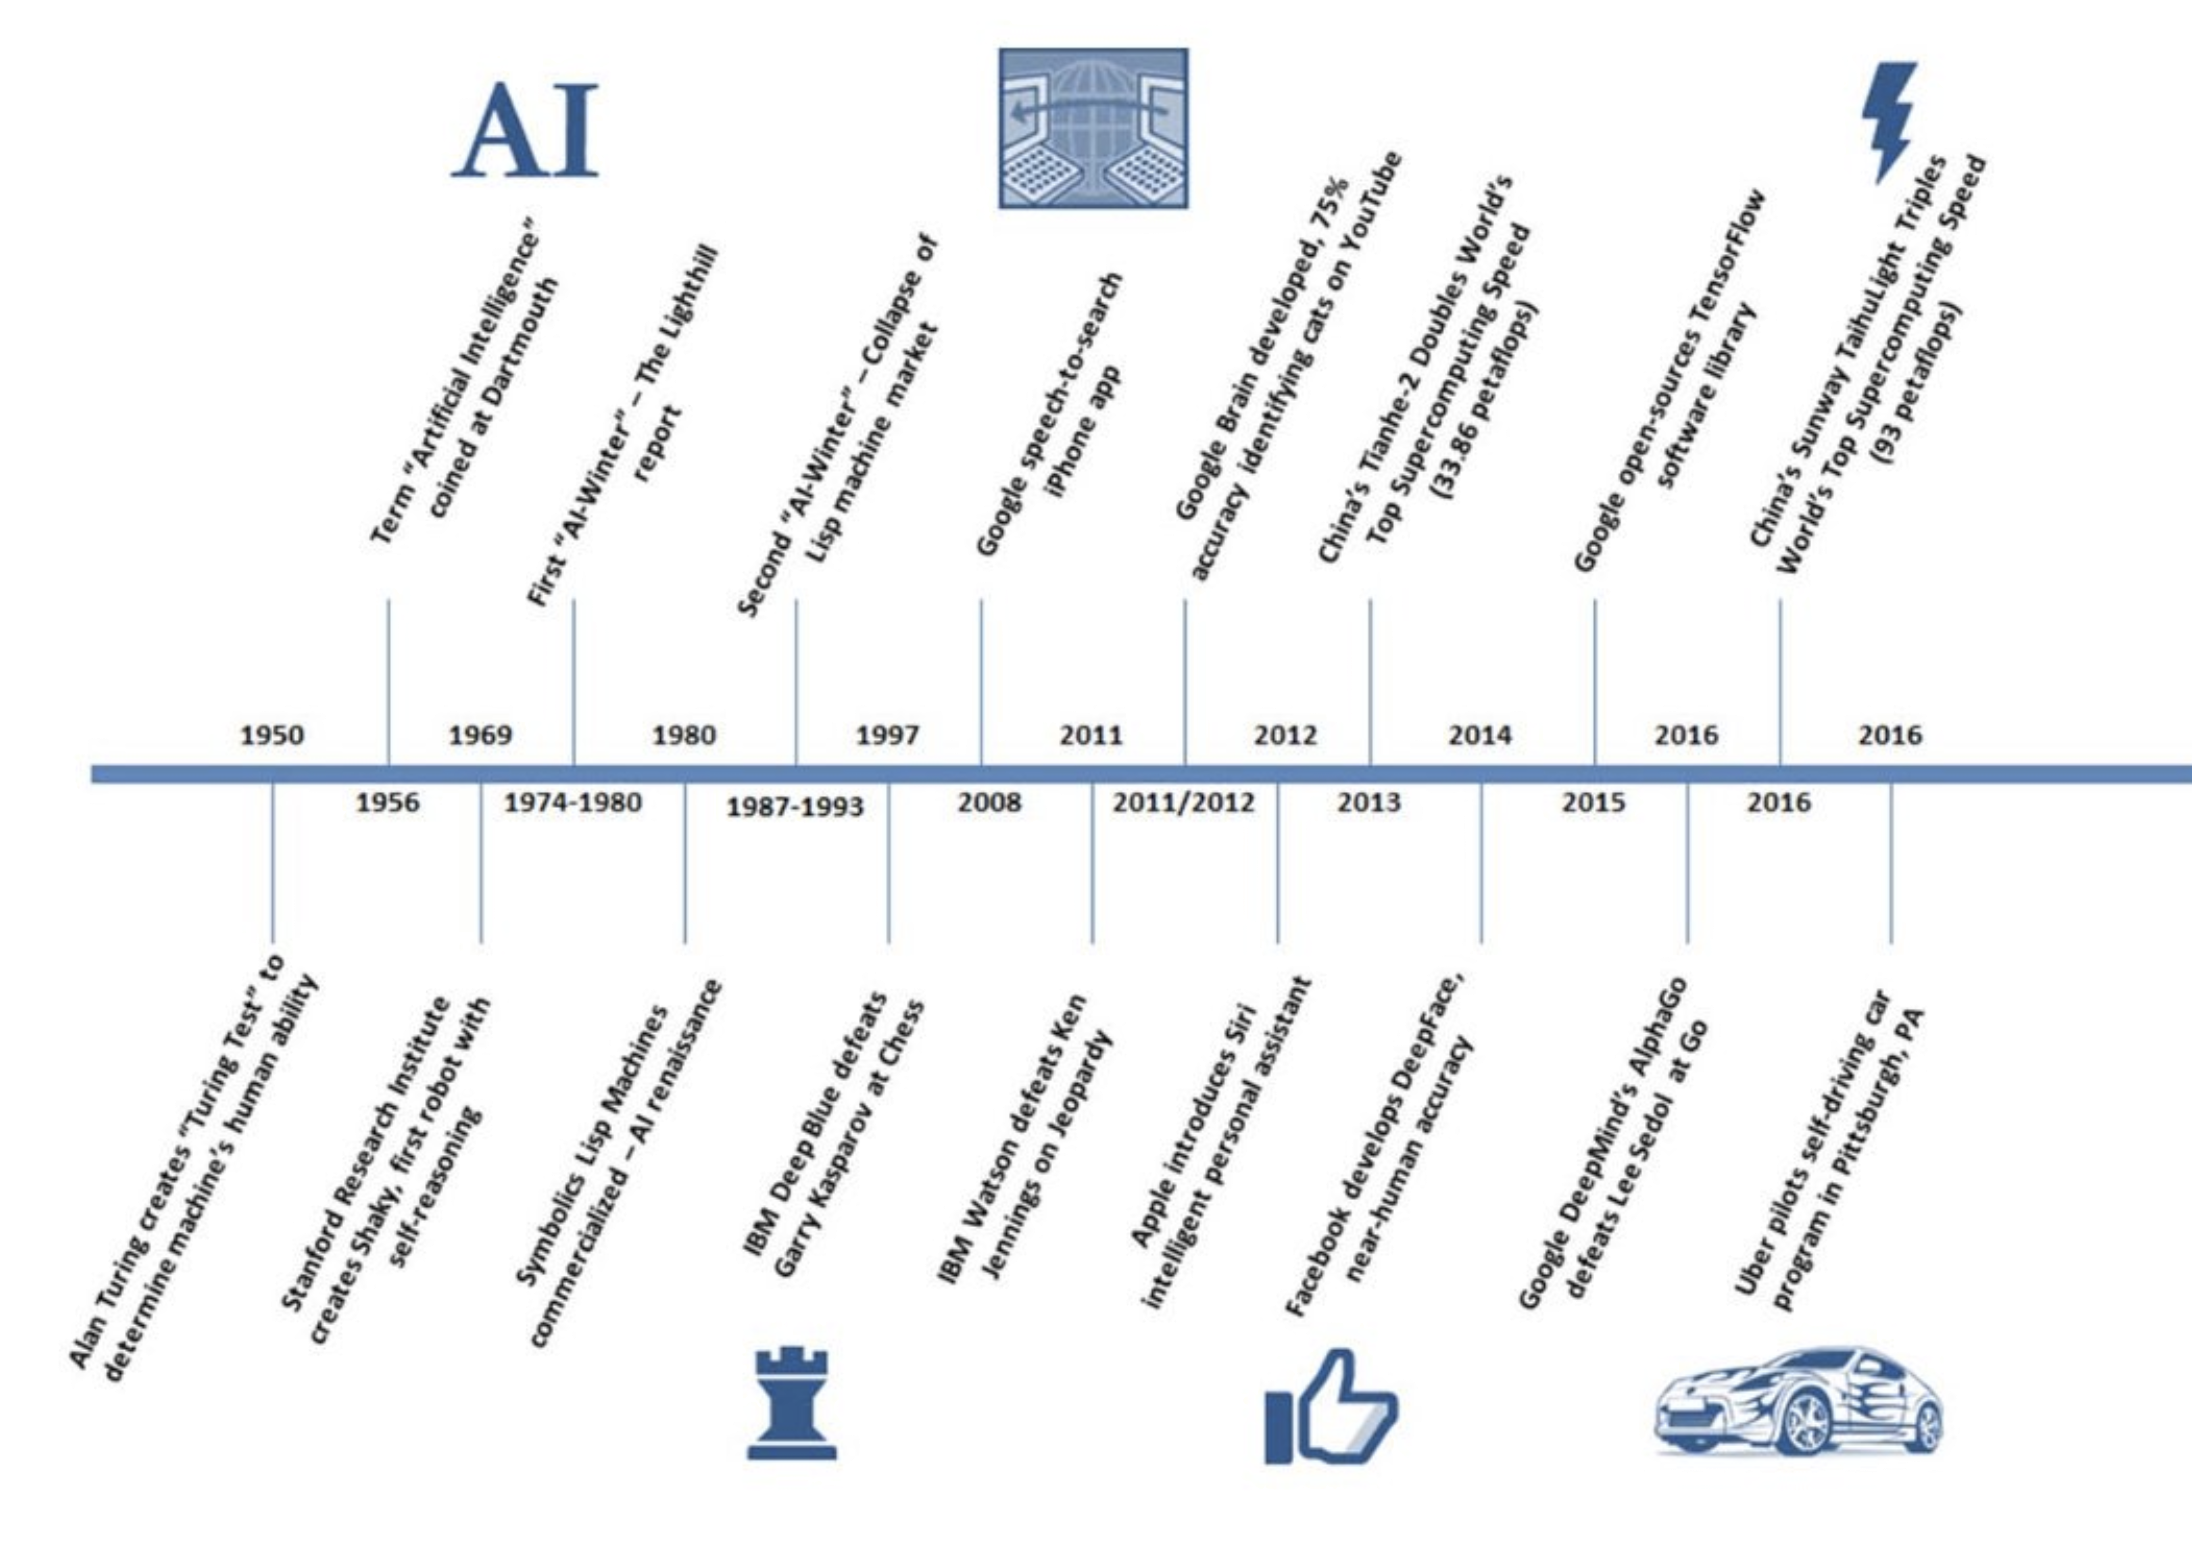 AI
Term “Artificial Intelligence”
coined at Dartmouth
First “AI-Winter” – The Lighthill
report
Second “AI-Winter” – Collapse of
Lisp machine market
Google speech-to-search
iPhone app
Google Brain developed, 75%
accuracy identifying cats on YouTube
China’s Tianhe-2 Doubles World’s
Top Supercomputing Speed
(33.86 petaflops)
Google open-sources TensorFlow
software library
China’s Sunway TaihuLight Triples
World’s Top Supercomputing Speed
(93 petaflops)
1950
1969
1980
1997
2011
2012
2014
2016
2016
1956
1974-1980
1987-1993
2008
2011/2012
2013
2015
2016
Alan Turing creates “Turing Test” to
determine machine’s human ability
Stanford Research Institute
creates Shaky, first robot with
self-reasoning
Symbolics Lisp Machines
commercialized – AI renaissance
IBM Deep Blue defeats
Garry Kasparov at Chess
IBM Watson defeats Ken
Jennings on Jeopardy
Apple introduces Siri
intelligent personal assistant
Facebook develops DeepFace,
near-human accuracy
Google DeepMind’s AlphaGo
defeats Lee Sedol at Go
Uber pilots self-driving car
program in Pittsburgh, PA